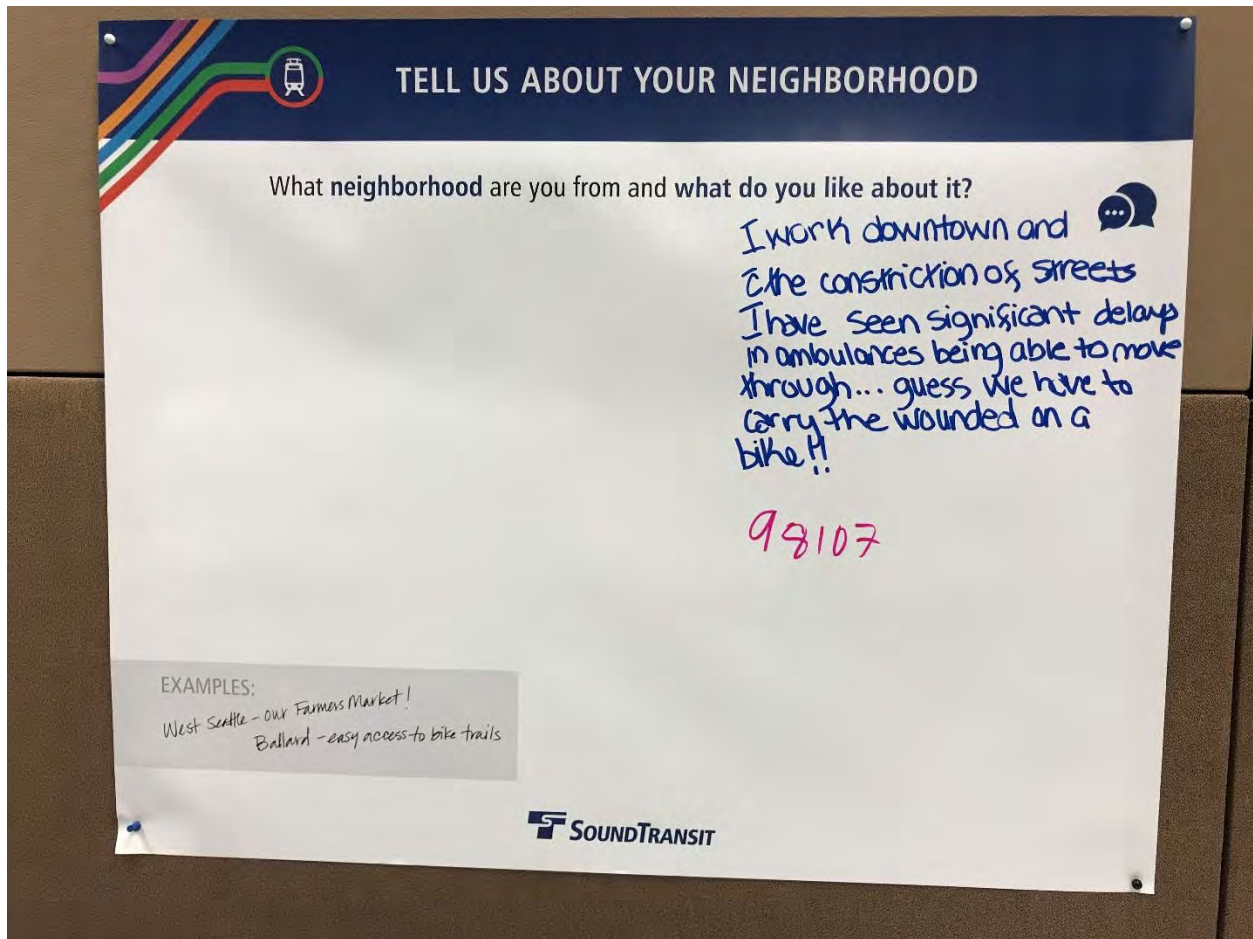 TELL US ABOUT YOUR NEIGHBORHOOD
What neighborhood are you from and what do you like about it?
I work downtown and
c̄ the constriction of streets
I have seen significant delays
in ambulances being able to move
through... guess we have to
carry the wounded on a
bike!!
98107
EXAMPLES:
West Seattle - our Farmers Market!
Ballard - easy access to bike trails
SOUNDTRANSIT